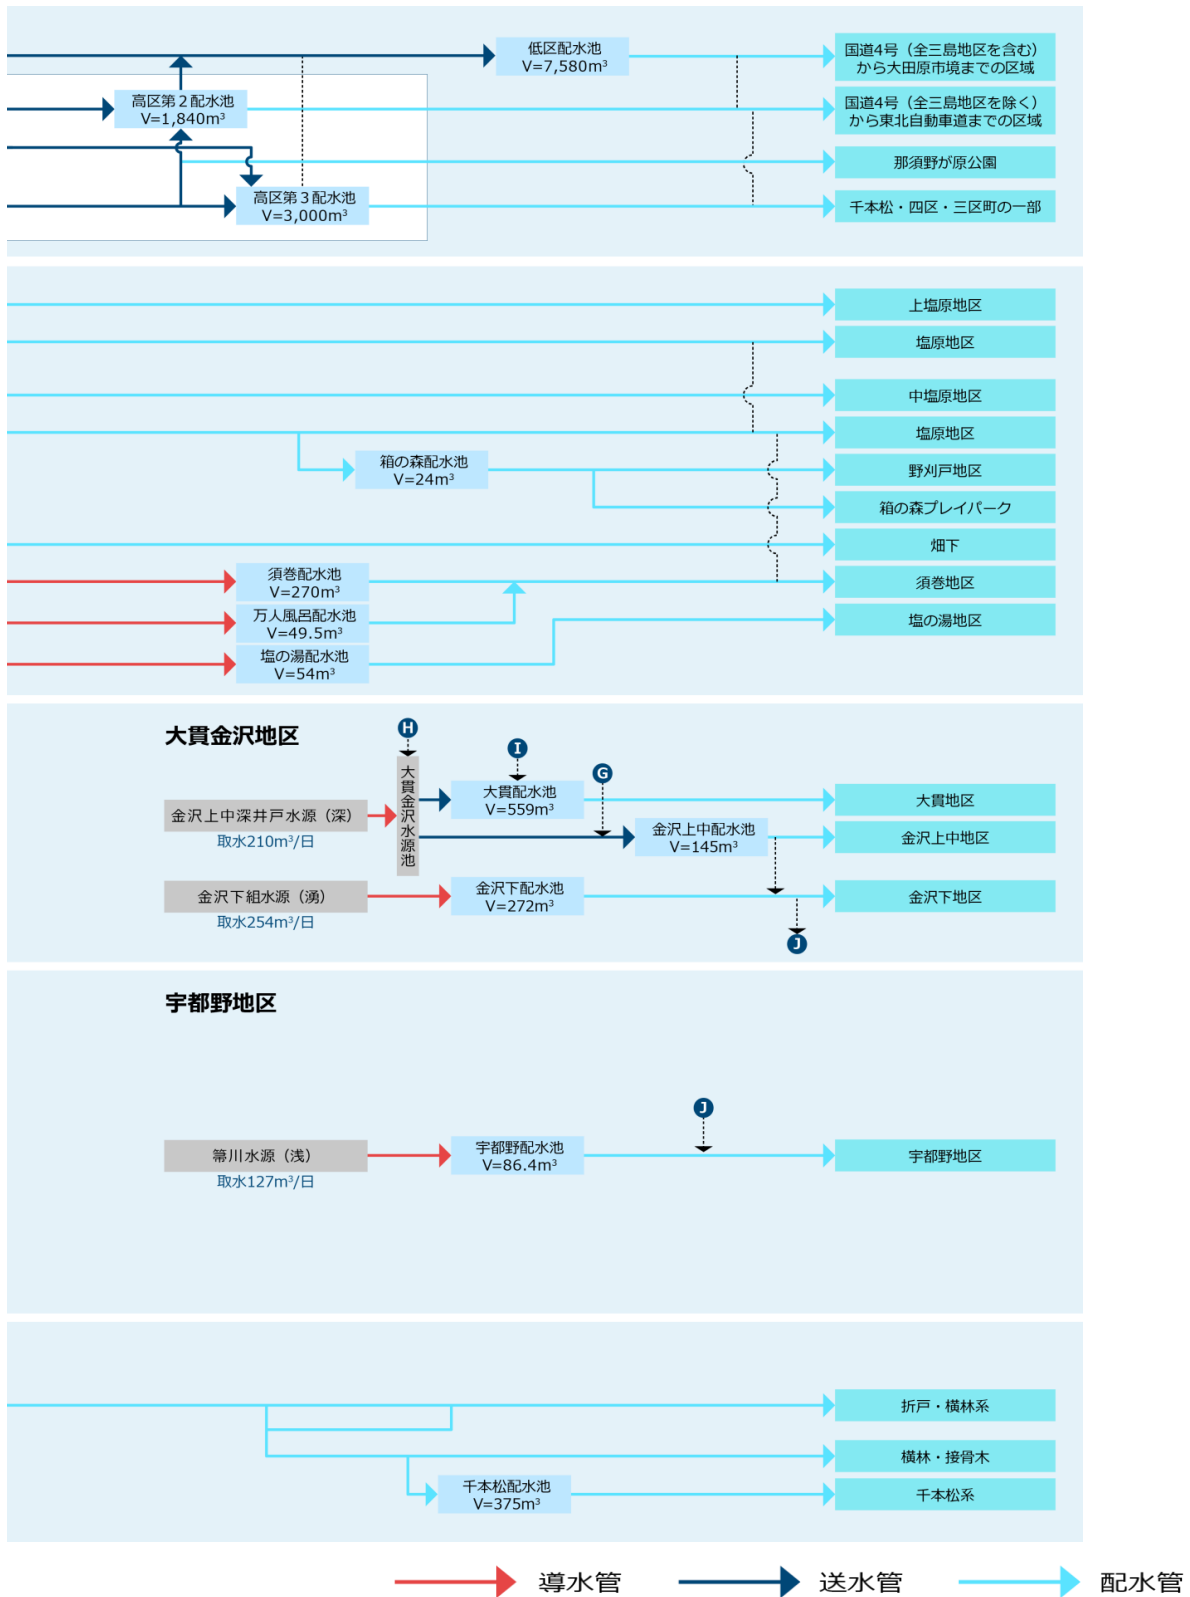 低区配水池
V=7,580m³
国道4号（全三島地区を含む）
から大田原市境までの区域
高区第２配水池
V=1,840m³
国道4号（全三島地区を除く）
から東北自動車道までの区域
那須野が原公園
高区第３配水池
V=3,000m³
千本松・四区・三区町の一部
上塩原地区
塩原地区
中塩原地区
塩原地区
箱の森配水池
V=24m³
野刈戸地区
箱の森プレイパーク
畑下
須巻配水池
V=270m³
須巻地区
万人風呂配水池
V=49.5m³
塩の湯地区
塩の湯配水池
V=54m³
大貫金沢地区
H
I
G
大貫金沢水源池
大貫配水池
V=559m³
大貫地区
金沢上中深井戸水源（深）
取水210m³/日
金沢上中配水池
V=145m³
金沢上中地区
金沢下組水源（湧）
取水254m³/日
金沢下配水池
V=272m³
金沢下地区
J
宇都野地区
J
箒川水源（浅）
取水127m³/日
宇都野配水池
V=86.4m³
宇都野地区
折戸・横林系
横林・接骨木
千本松配水池
V=375m³
千本松系
導水管
送水管
配水管